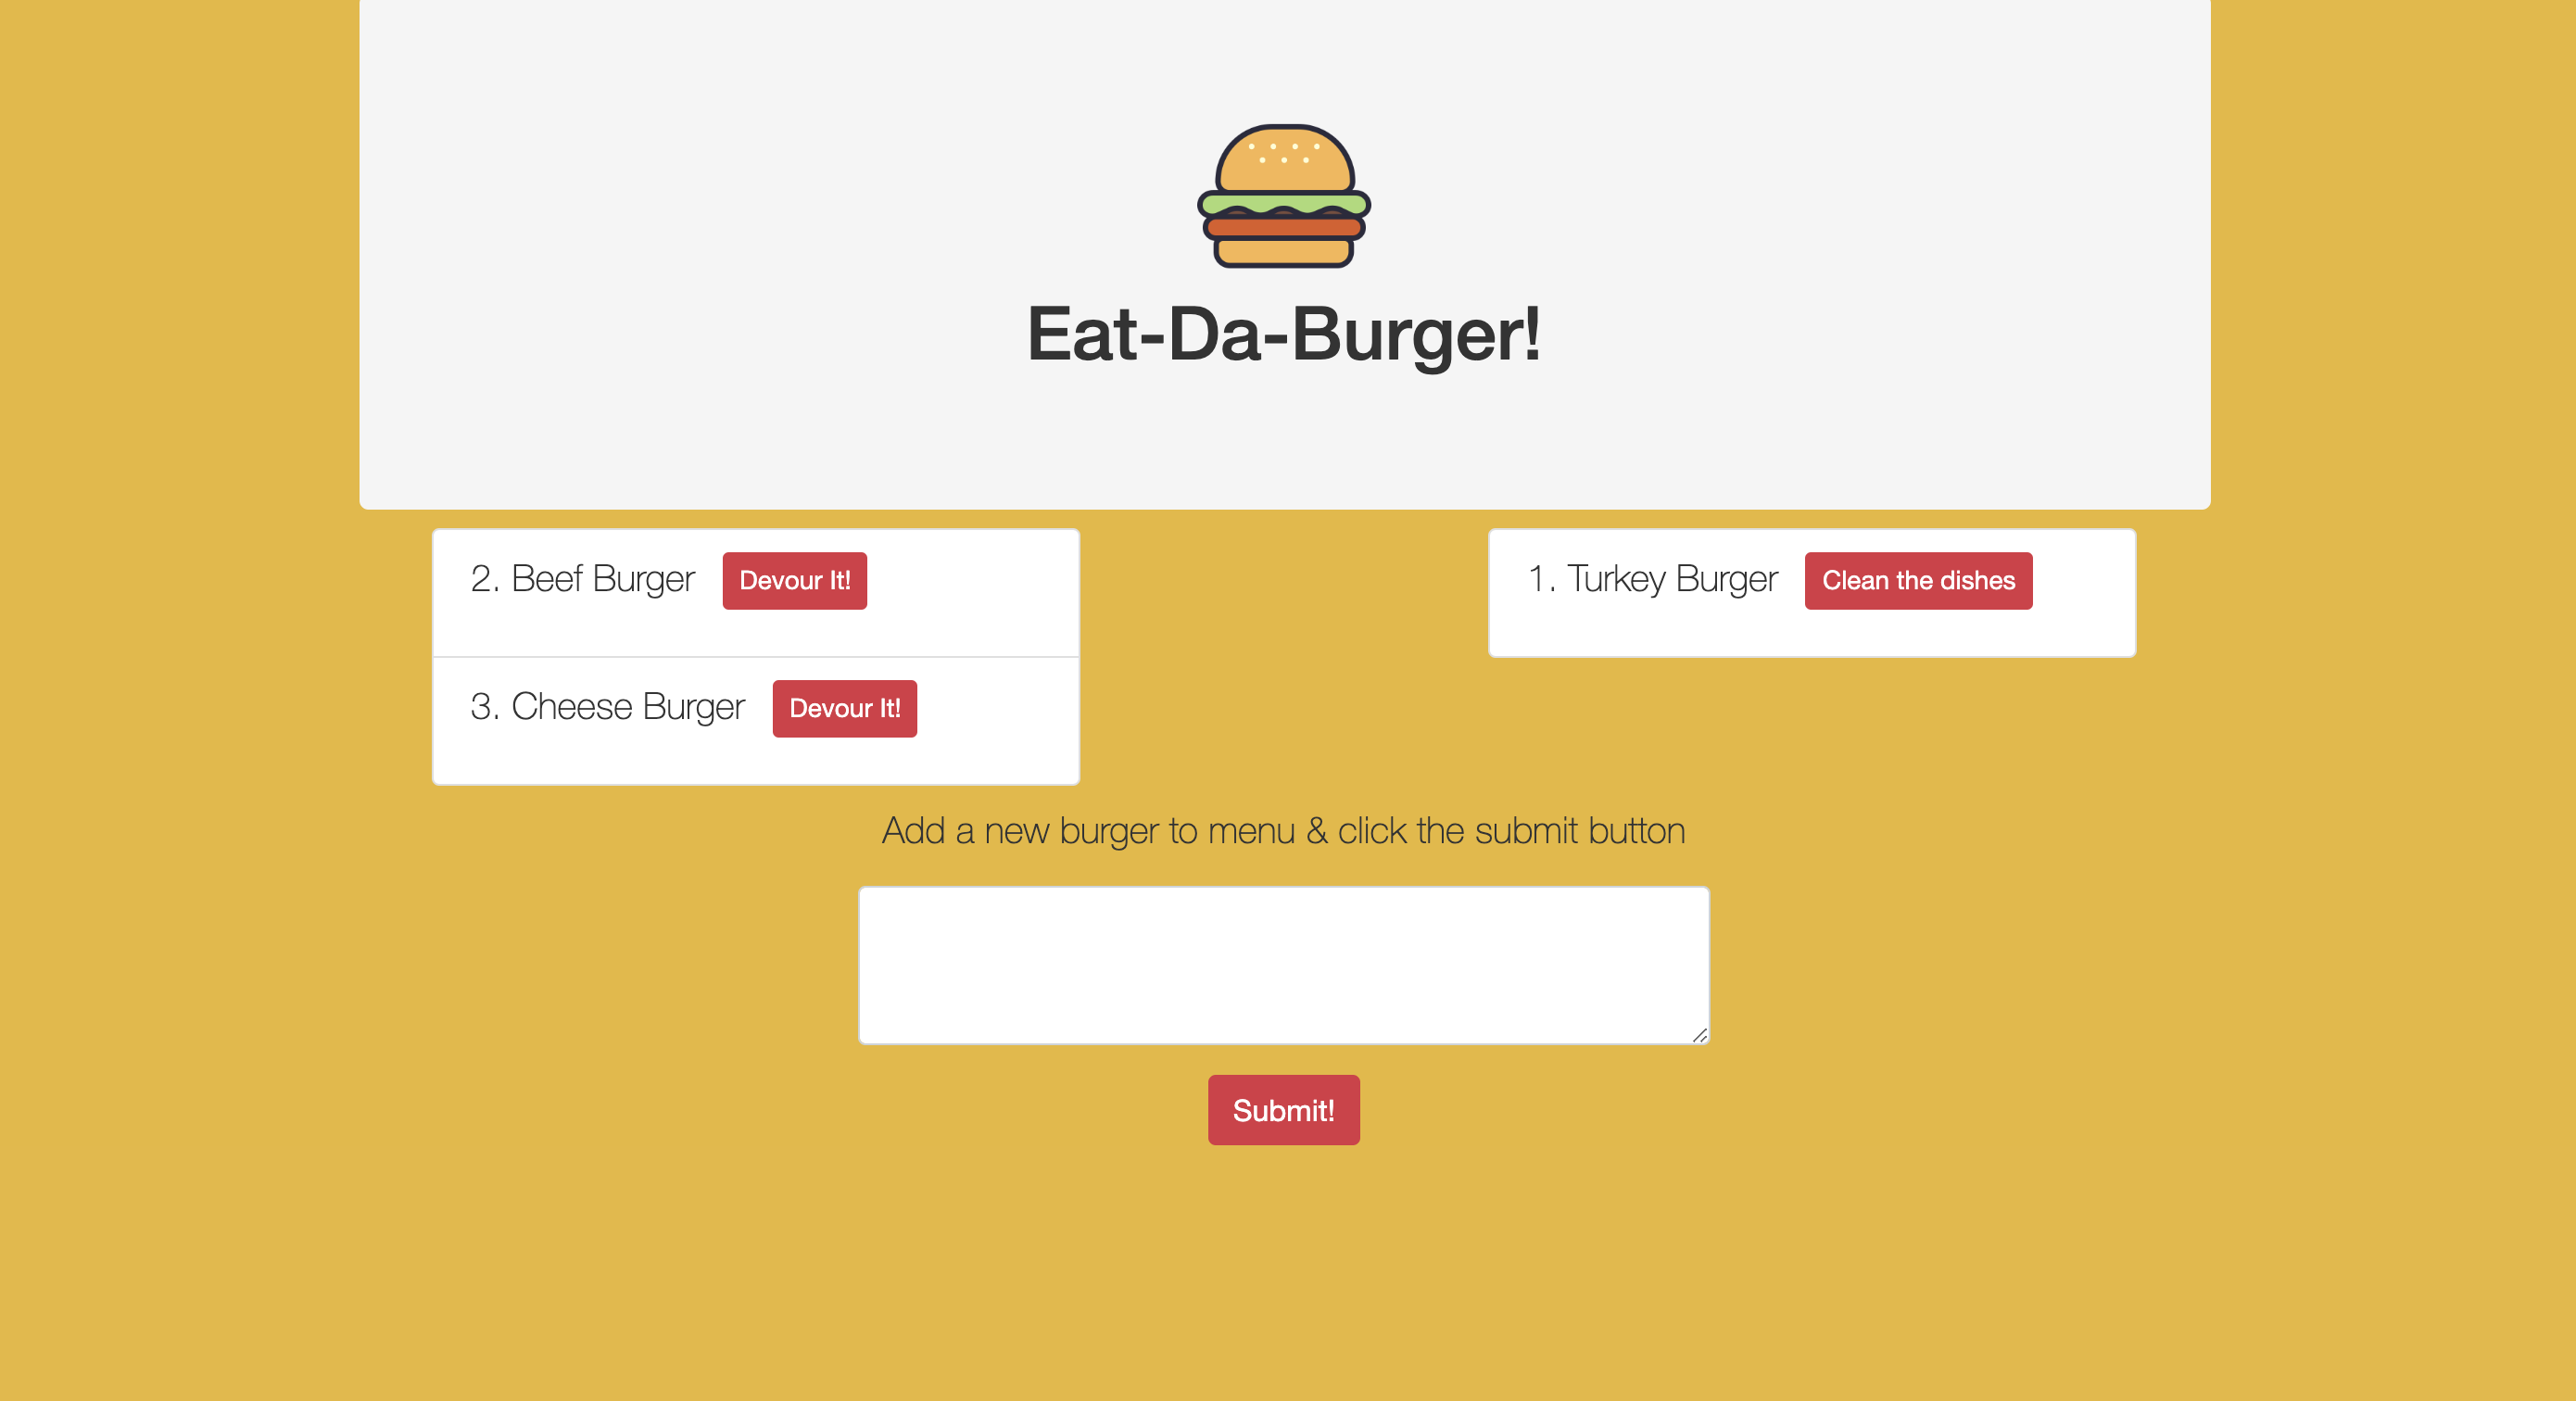 Eat-Da-Burger!
2. Beef Burger Devour It!
3. Cheese Burger Devour It!
1. Turkey Burger Clean the dishes
Add a new burger to menu & click the submit button
Submit!